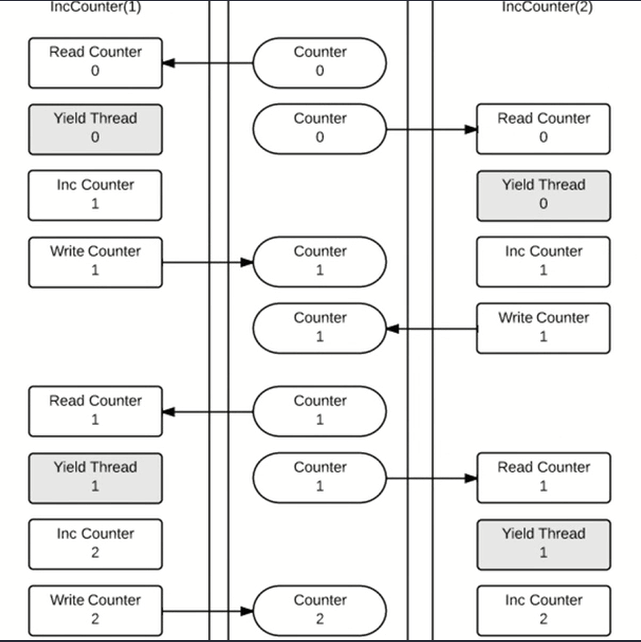 IncCounter(1)
IncCounter(2)
Read Counter
0
Counter
0
Yield Thread
0
Counter
0
Read Counter
0
Inc Counter
1
Yield Thread
0
Write Counter
1
Counter
1
Inc Counter
1
Counter
1
Write Counter
1
Read Counter
1
Counter
1
Yield Thread
1
Counter
1
Read Counter
1
Inc Counter
2
Yield Thread
1
Write Counter
2
Counter
2
Inc Counter
2